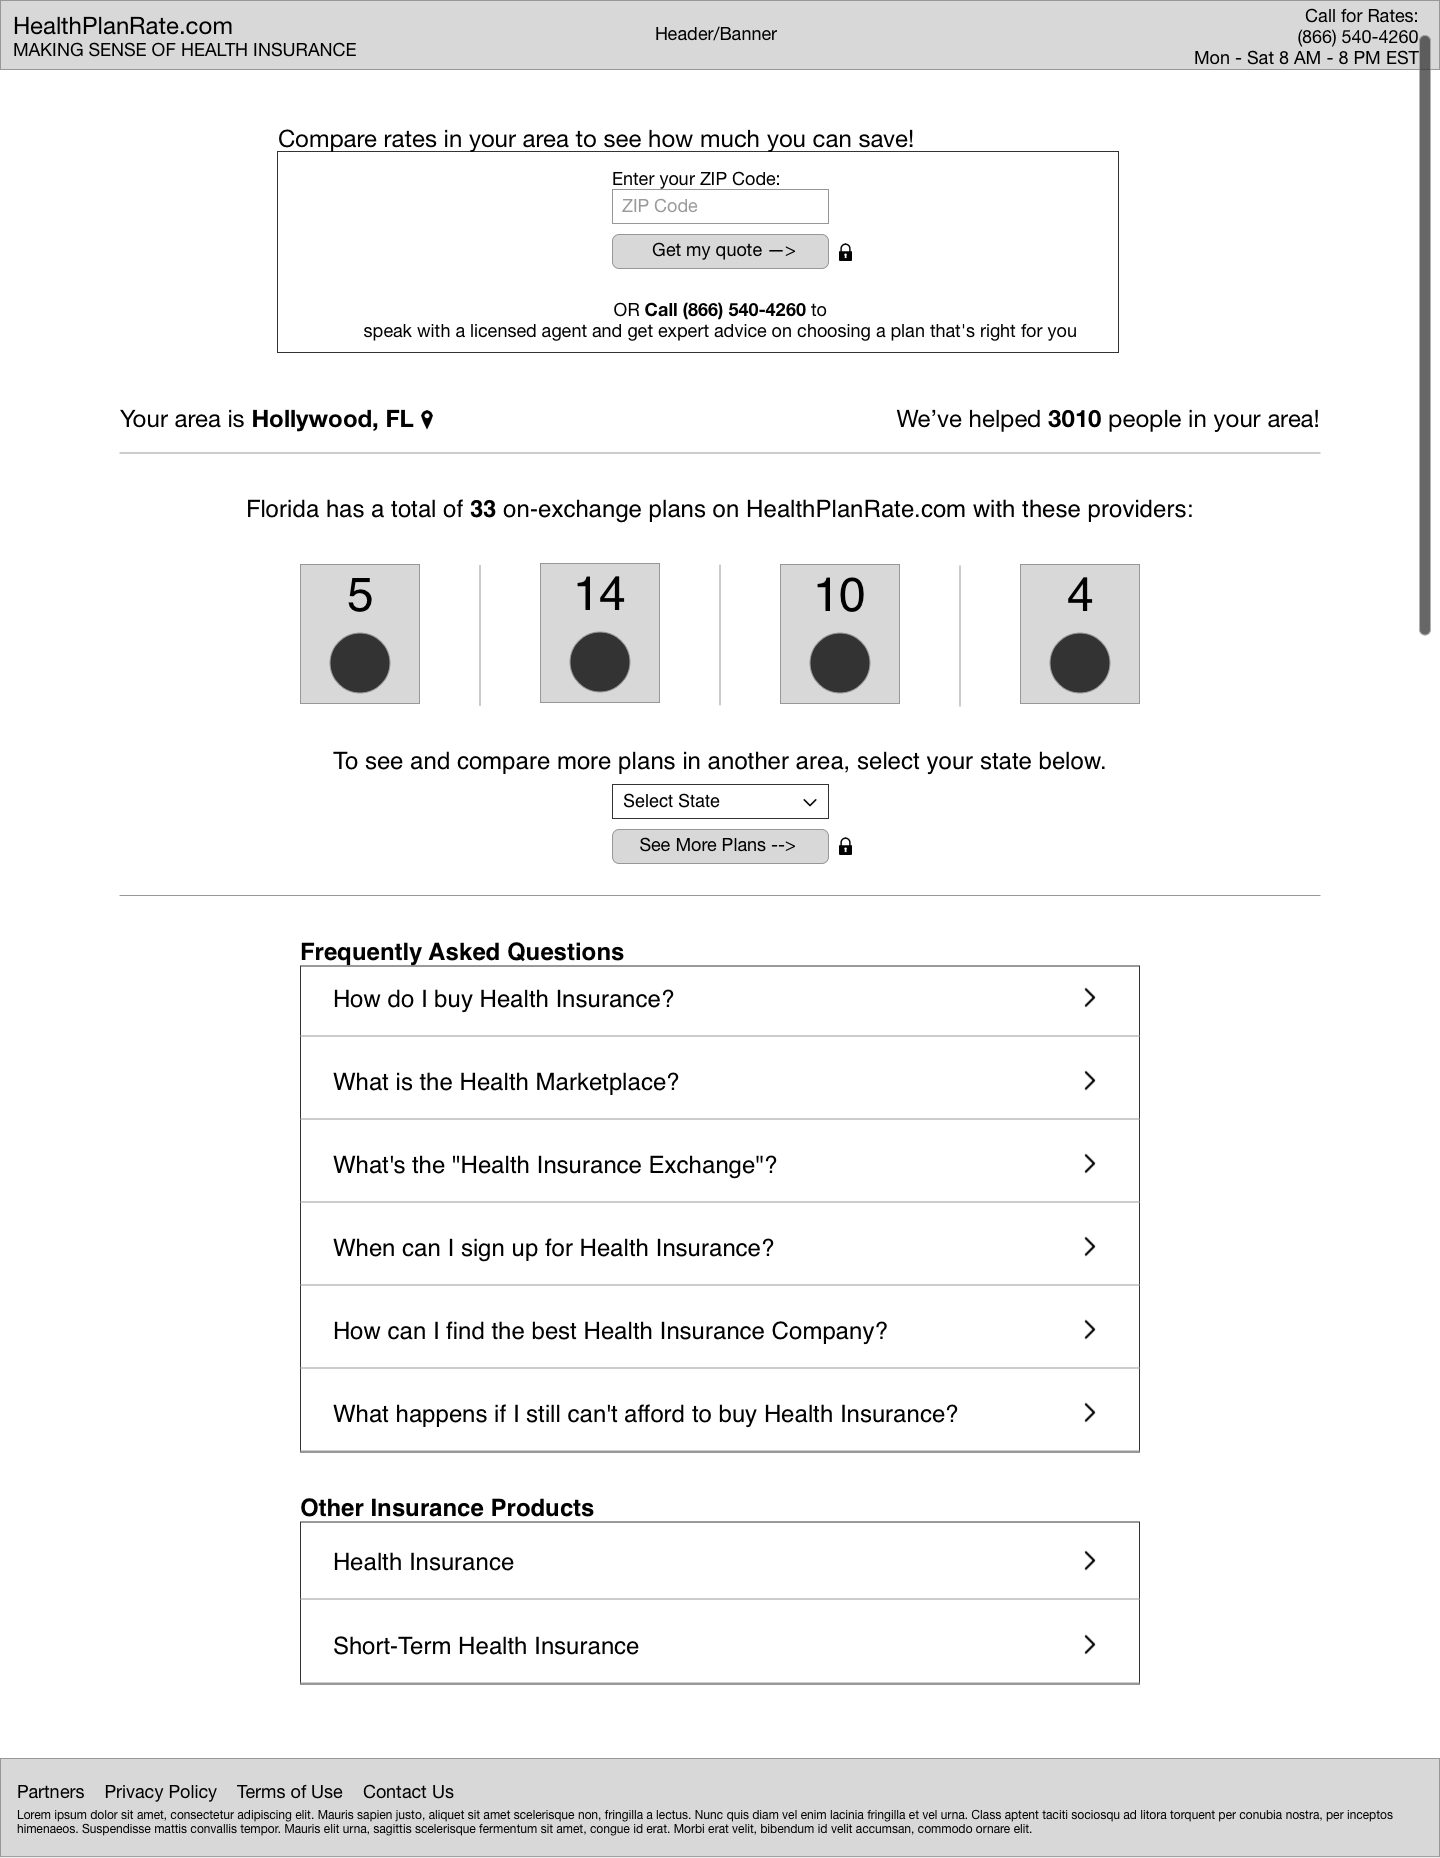 HealthPlanRate.com
MAKING SENSE OF HEALTH INSURANCE
Header/Banner
Call for Rates:
(866) 540-4260
Mon - Sat 8 AM - 8 PM EST
Compare rates in your area to see how much you can save!
Enter your ZIP Code:
ZIP Code
Get my quote —>
OR Call (866) 540-4260 to
speak with a licensed agent and get expert advice on choosing a plan that's right for you
Your area is Hollywood, FL
We’ve helped 3010 people in your area!
Florida has a total of 33 on-exchange plans on HealthPlanRate.com with these providers:
5
14
10
4
To see and compare more plans in another area, select your state below.
Select State
See More Plans -->
Frequently Asked Questions
How do I buy Health Insurance?
What is the Health Marketplace?
What's the "Health Insurance Exchange"?
When can I sign up for Health Insurance?
How can I find the best Health Insurance Company?
What happens if I still can't afford to buy Health Insurance?
Other Insurance Products
Health Insurance
Short-Term Health Insurance
Partners Privacy Policy Terms of Use Contact Us
Lorem ipsum dolor sit amet, consectetur adipiscing elit. Mauris sapien justo, aliquet sit amet scelerisque non, fringilla a lectus. Nunc quis diam vel enim lacinia fringilla et vel urna. Class aptent taciti sociosqu ad litora torquent per conubia nostra, per inceptos
himenaeos. Suspendisse mattis convallis tempor. Mauris elit urna, sagittis scelerisque fermentum sit amet, congue id erat. Morbi erat velit, bibendum id velit accumsan, commodo ornare elit.